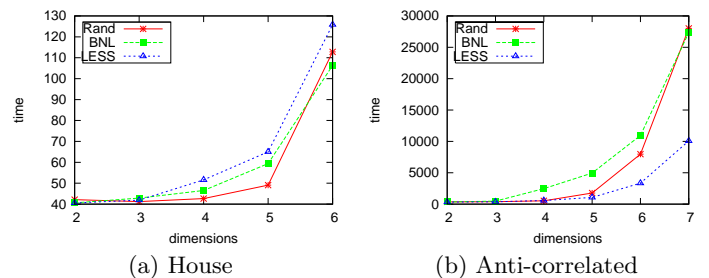 130
120
110
100
90
80
70
60
50
40
time
Rand
BNL
LESS
2 3 4 5 6
dimensions
(a) House
30000
25000
20000
15000
10000
5000
0
time
Rand
BNL
LESS
2 3 4 5 6 7
dimensions
(b) Anti-correlated